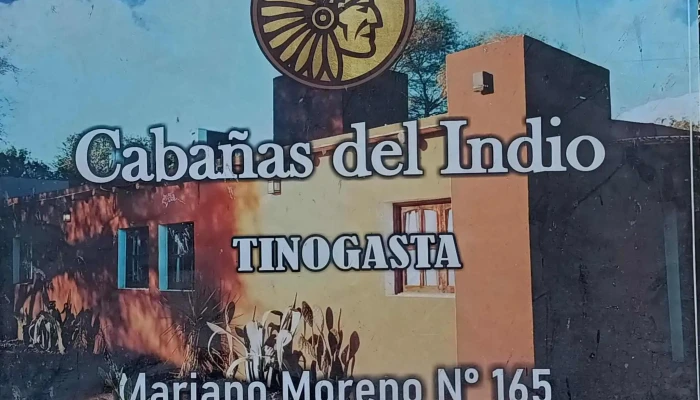 Cabañas del Indio
TINOGASTA
Mariano Moreno N° 165